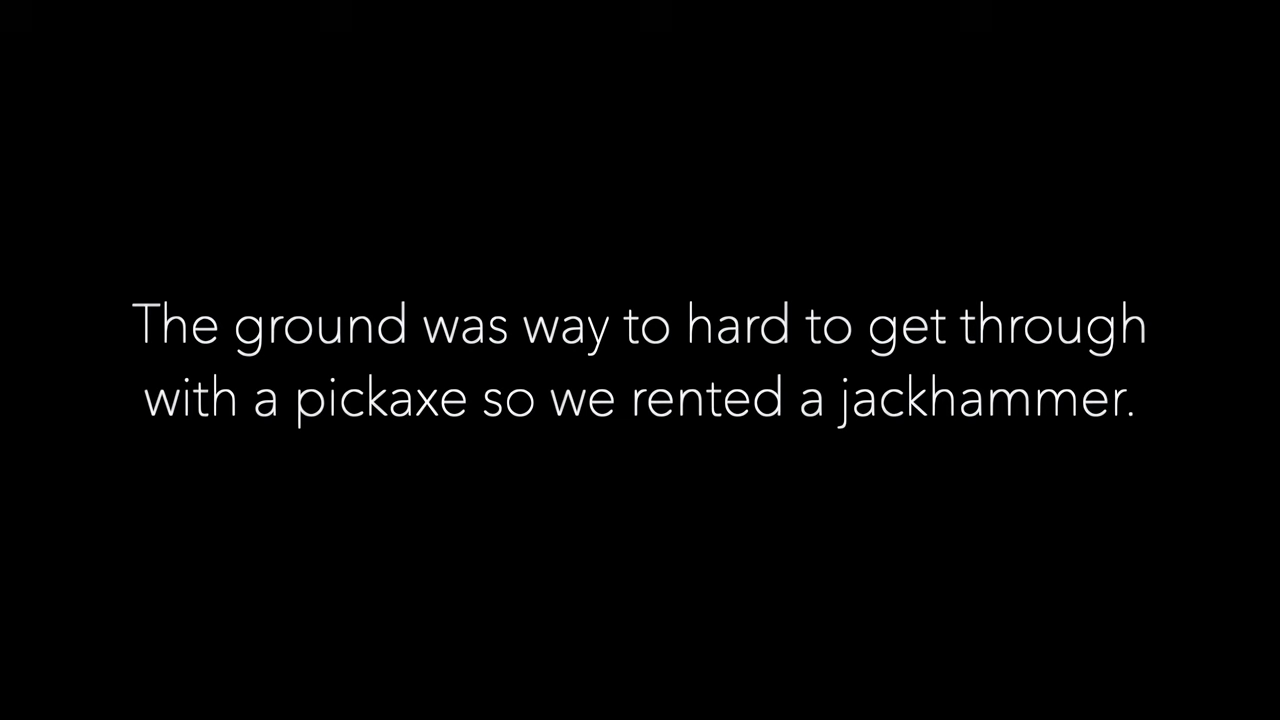 The ground was way to hard to get through
with a pickaxe so we rented a jackhammer.